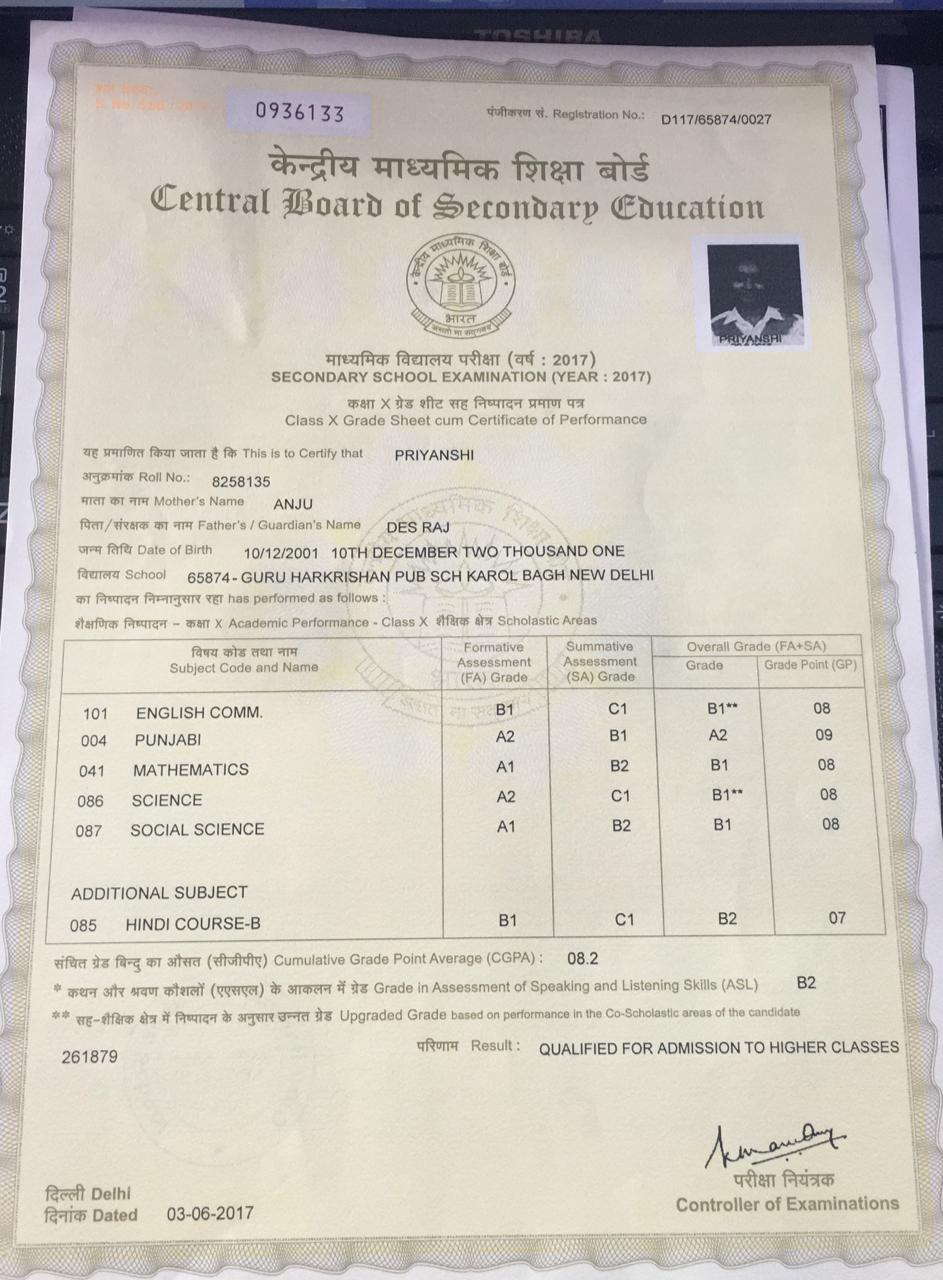 TOSHIBA
0936133
पंजीकरण सं. Registration No.: D117/65874/0027
केन्द्रीय माध्यमिक शिक्षा बोर्ड
Central Board of Secondary Education
केन्द्रीय माध्यमिक शिक्षा बोर्ड
भारत
असतो मा सद्गमय
PRIYANSHI
माध्यमिक विद्यालय परीक्षा (वर्ष : 2017)
SECONDARY SCHOOL EXAMINATION (YEAR : 2017)
कक्षा X ग्रेड शीट सह निष्पादन प्रमाण पत्र
Class X Grade Sheet cum Certificate of Performance
यह प्रमाणित किया जाता है कि This is to Certify that PRIYANSHI
अनुक्रमांक Roll No.: 8258135
माता का नाम Mother's Name ANJU
पिता/संरक्षक का नाम Father's / Guardian's Name DES RAJ
जन्म तिथि Date of Birth 10/12/2001 10TH DECEMBER TWO THOUSAND ONE
विद्यालय School 65874- GURU HARKRISHAN PUB SCH KAROL BAGH NEW DELHI
का निष्पादन निम्नानुसार रहा has performed as follows :
शैक्षणिक निष्पादन – कक्षा X Academic Performance - Class X शैक्षिक क्षेत्र Scholastic Areas
विषय कोड तथा नाम
Subject Code and Name
Formative Assessment (FA) Grade
Summative Assessment (SA) Grade
Overall Grade (FA+SA)
Grade Grade Point (GP)
101 ENGLISH COMM. B1 C1 B1** 08
004 PUNJABI A2 B1 A2 09
041 MATHEMATICS A1 B2 B1 08
086 SCIENCE A2 C1 B1** 08
087 SOCIAL SCIENCE A1 B2 B1 08
ADDITIONAL SUBJECT
085 HINDI COURSE-B B1 C1 B2 07
संचित ग्रेड बिन्दु का औसत (सीजीपीए) Cumulative Grade Point Average (CGPA) : 08.2
* कथन और श्रवण कौशलों (एएसएल) के आकलन में ग्रेड Grade in Assessment of Speaking and Listening Skills (ASL) B2
** सह-शैक्षिक क्षेत्र में निष्पादन के अनुसार उन्नत ग्रेड Upgraded Grade based on performance in the Co-Scholastic areas of the candidate
261879 परिणाम Result : QUALIFIED FOR ADMISSION TO HIGHER CLASSES
परीक्षा नियंत्रक
Controller of Examinations
दिल्ली Delhi
दिनांक Dated 03-06-2017